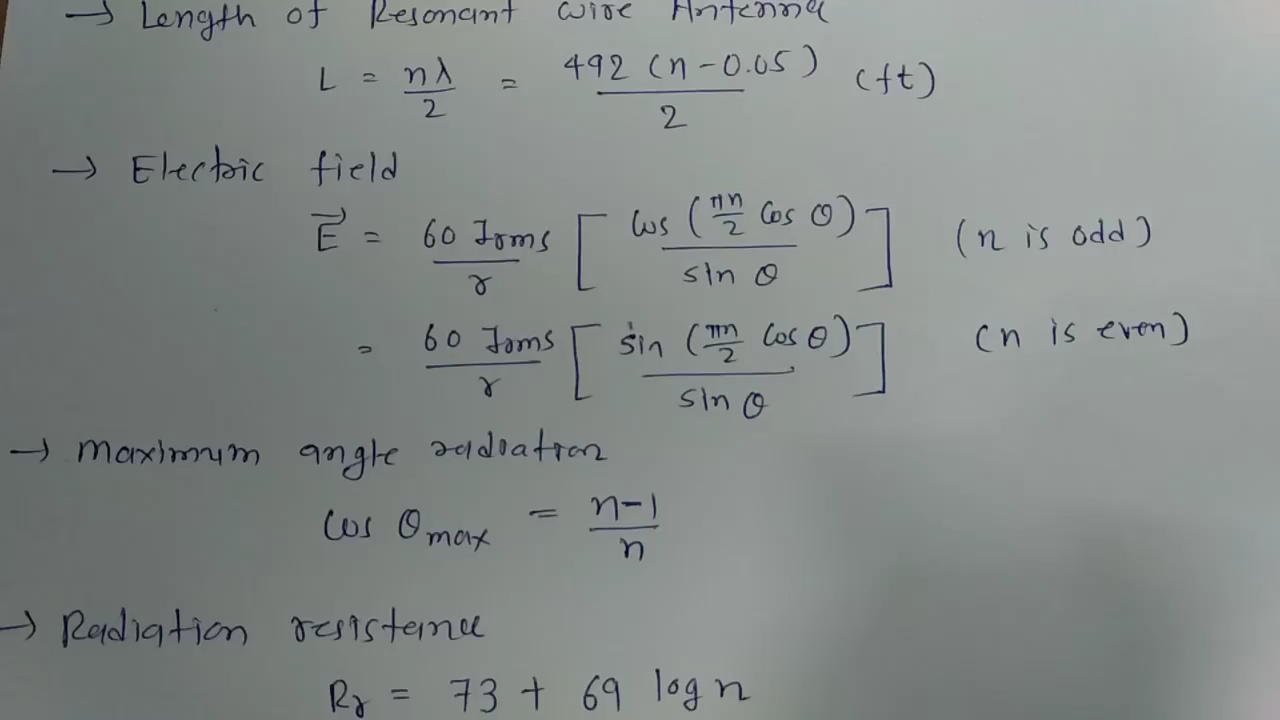 → Length of Resonant wire Antenna
L = nλ/2 = 492 (n - 0.05)/2 (ft)
→ Electric field
E⃗ = 60 Irms/r [cos (πn/2 cos θ)/sin θ] (n is odd)
= 60 Irms/r [sin (πn/2 cos θ)/sin θ] (n is even)
→ Maximum angle radiation
cos θmax = n-1/n
→ Radiation resistance
Rr = 73 + 69 log n